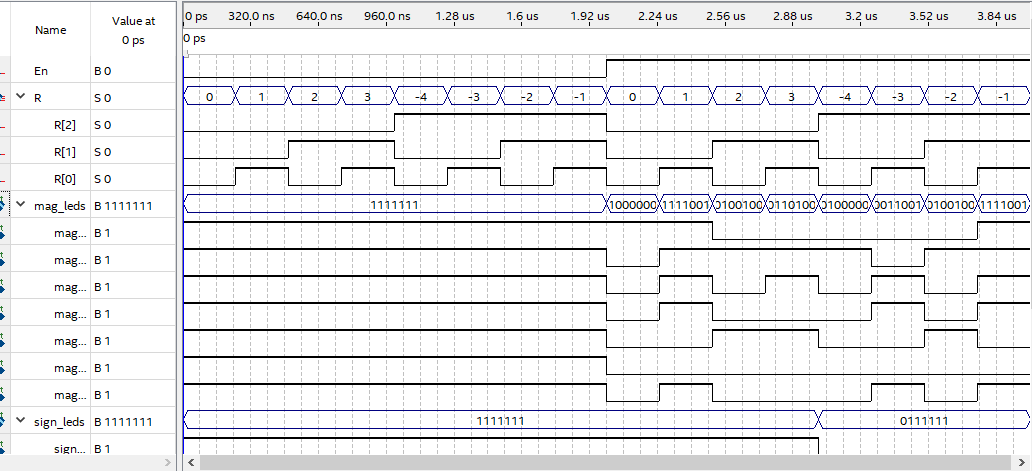 Name
Value at
0 ps
0 ps 320.0 ns 640.0 ns 960.0 ns 1.28 us 1.6 us 1.92 us 2.24 us 2.56 us 2.88 us 3.2 us 3.52 us 3.84 us
0 ps
En B 0
R S 0 0 1 2 3 -4 -3 -2 -1 0 1 2 3 -4 -3 -2 -1
R[2] S 0
R[1] S 0
R[0] S 0
mag_leds B 1111111 1111111 1000000 1111001 0100100 0110100 0100000 0011001 0100100 1111001
mag... B 1
mag... B 1
mag... B 1
mag... B 1
mag... B 1
mag... B 1
mag... B 1
sign_leds B 1111111 1111111 0111111
sign... B 1